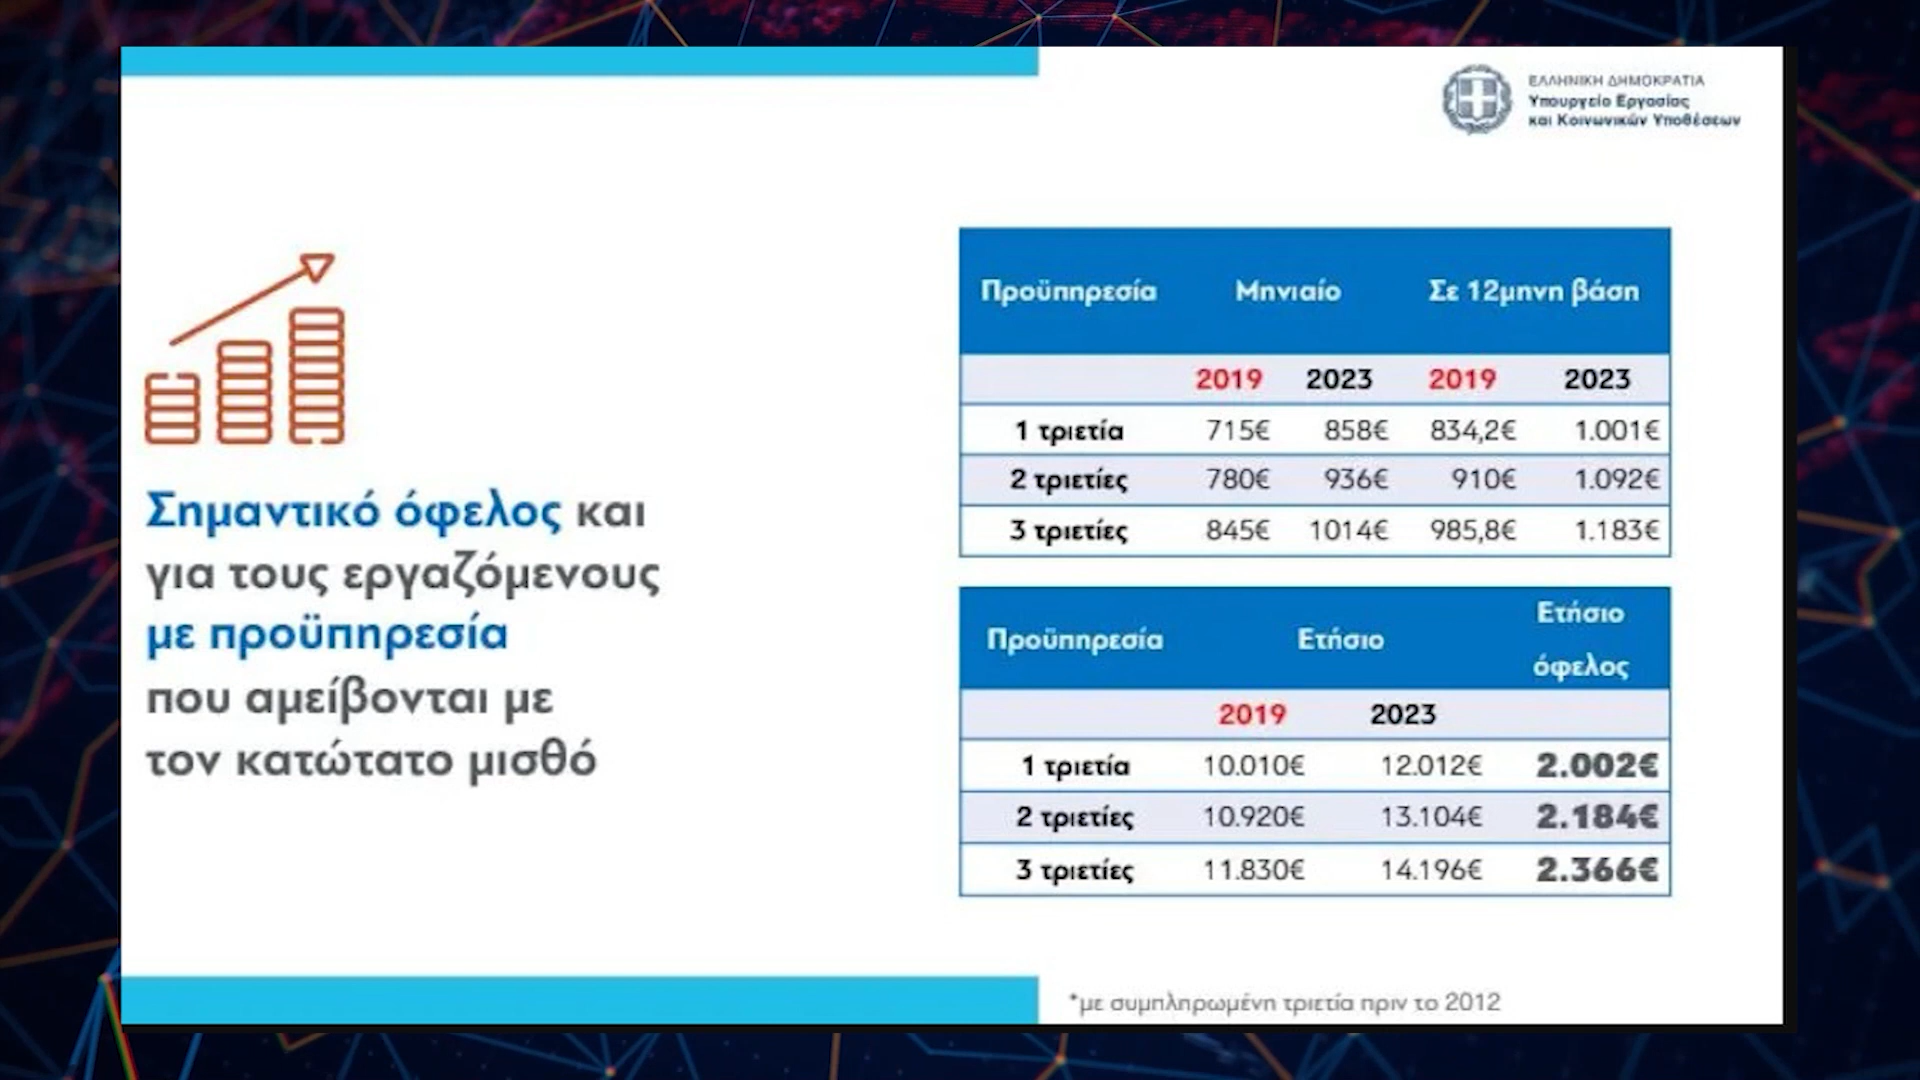 ΕΛΛΗΝΙΚΗ ΔΗΜΟΚΡΑΤΙΑ
Υπουργείο Εργασίας
και Κοινωνικών Υποθέσεων
Σημαντικό όφελος και
για τους εργαζόμενους
με προϋπηρεσία
που αμείβονται με
τον κατώτατο μισθό
Προϋπηρεσία Μηνιαίο Σε 12μηνη βάση
2019 2023 2019 2023
1 τριετία 715€ 858€ 834,2€ 1.001€
2 τριετίες 780€ 936€ 910€ 1.092€
3 τριετίες 845€ 1014€ 985,8€ 1.183€
Προϋπηρεσία Ετήσιο Ετήσιο
όφελος
2019 2023
1 τριετία 10.010€ 12.012€ 2.002€
2 τριετίες 10.920€ 13.104€ 2.184€
3 τριετίες 11.830€ 14.196€ 2.366€
*με συμπληρωμένη τριετία πριν το 2012